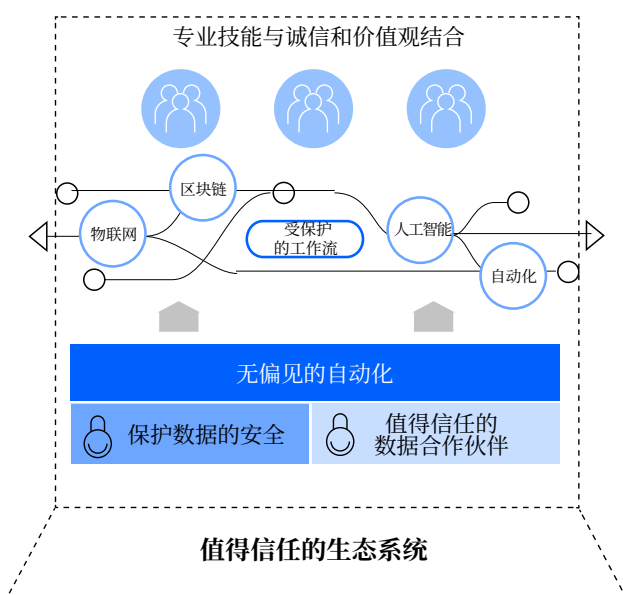 专业技能与诚信和价值观结合
区块链
物联网
受保护
的工作流
人工智能
自动化
无偏见的自动化
保护数据的安全
值得信任的
数据合作伙伴
值得信任的生态系统